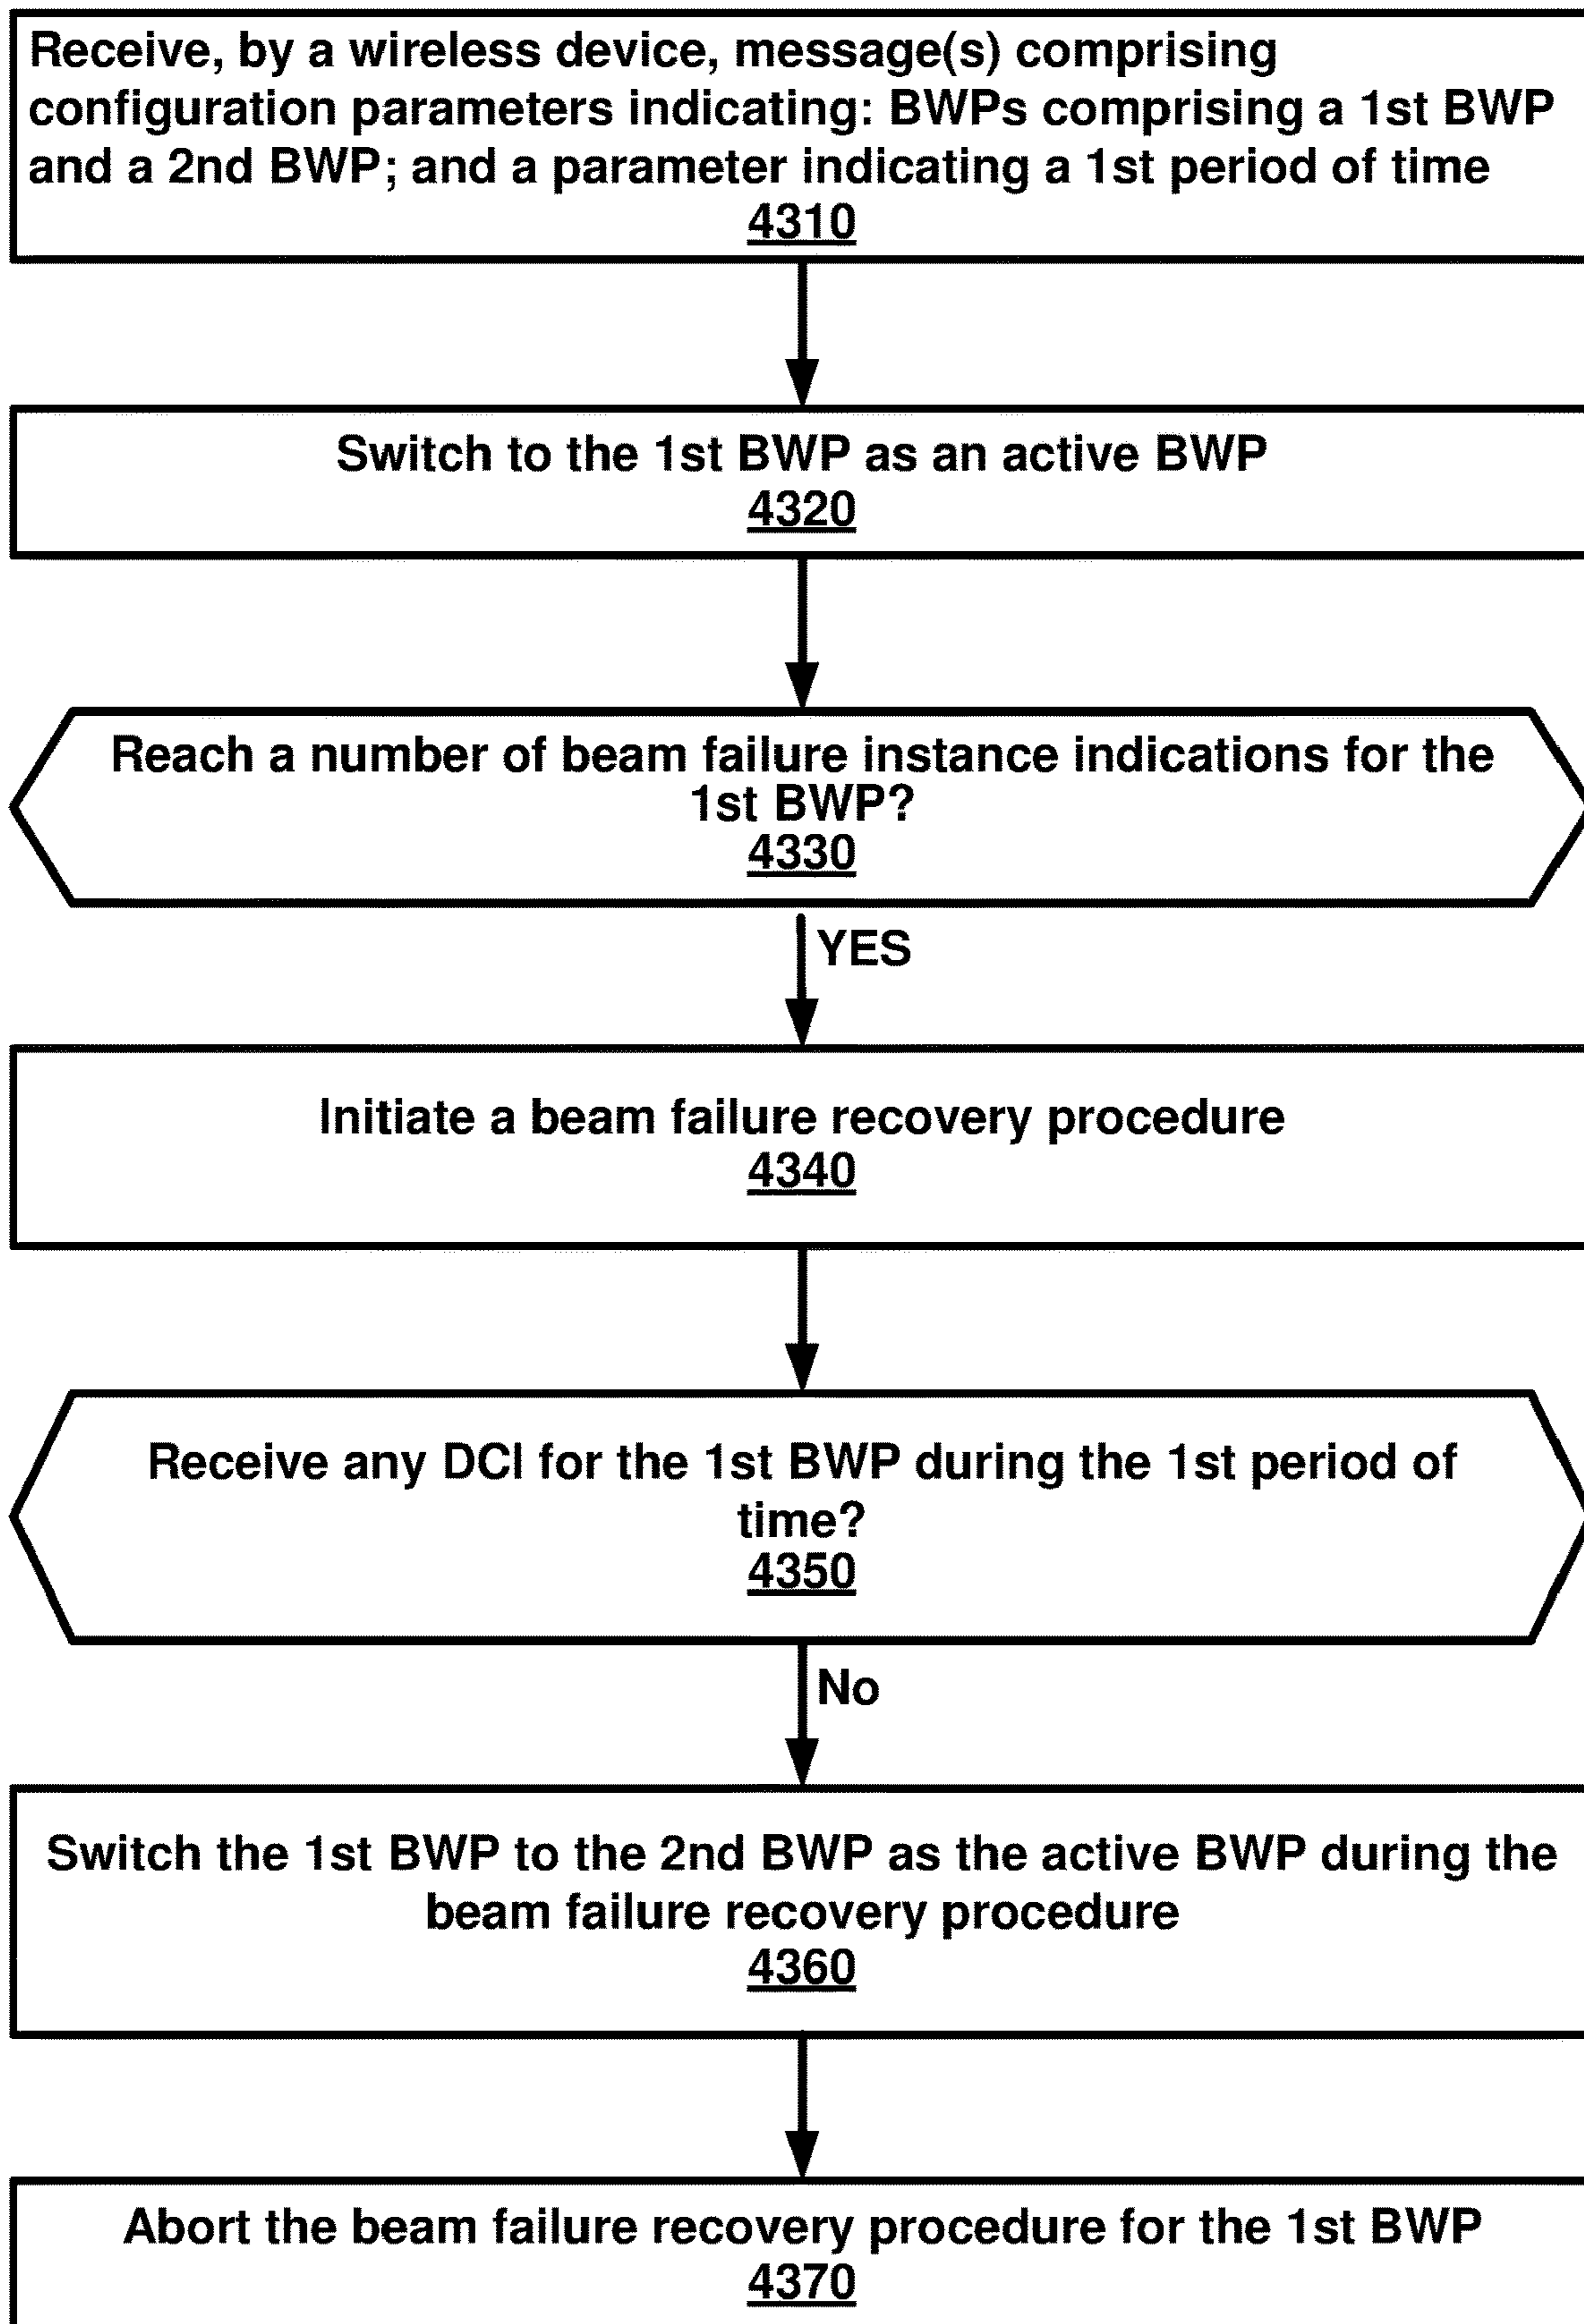 Receive, by a wireless device, message(s) comprising
configuration parameters indicating: BWPs comprising a 1st BWP
and a 2nd BWP; and a parameter indicating a 1st period of time
4310
Switch to the 1st BWP as an active BWP
4320
Reach a number of beam failure instance indications for the
1st BWP?
4330
YES
Initiate a beam failure recovery procedure
4340
Receive any DCI for the 1st BWP during the 1st period of
time?
4350
No
Switch the 1st BWP to the 2nd BWP as the active BWP during the
beam failure recovery procedure
4360
Abort the beam failure recovery procedure for the 1st BWP
4370